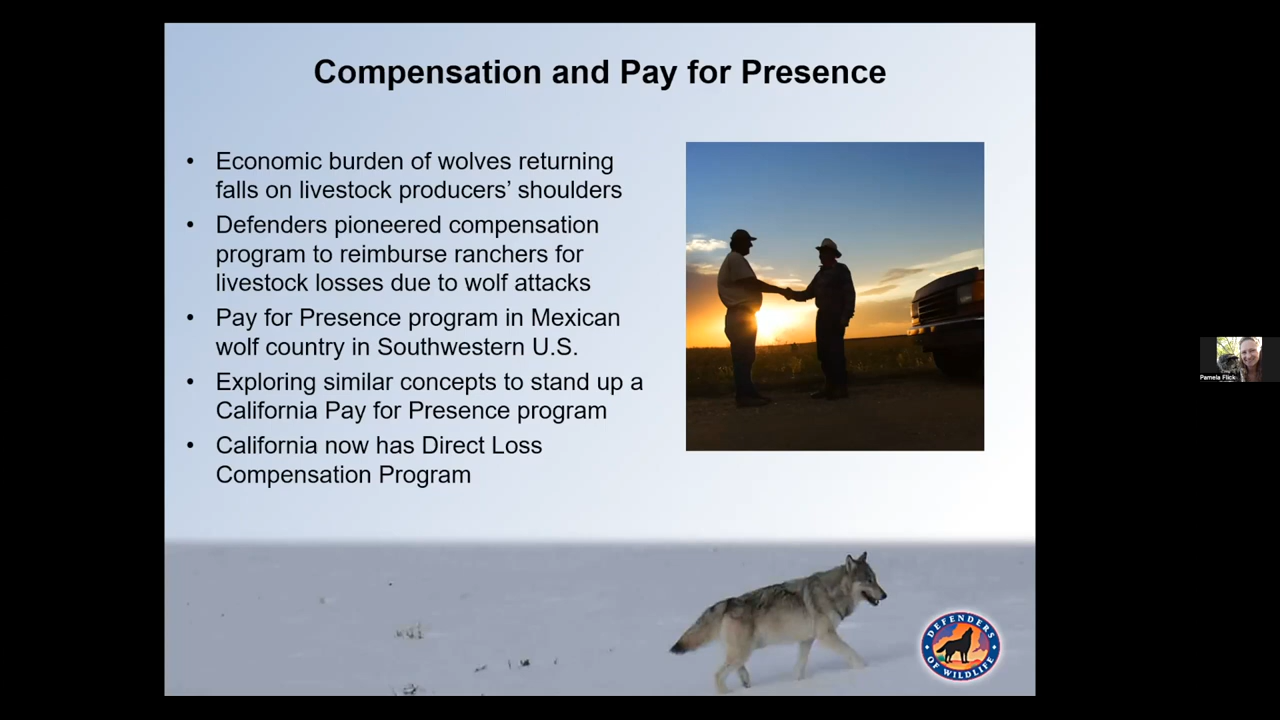 Compensation and Pay for Presence
• Economic burden of wolves returning
falls on livestock producers’ shoulders
• Defenders pioneered compensation
program to reimburse ranchers for
livestock losses due to wolf attacks
• Pay for Presence program in Mexican
wolf country in Southwestern U.S.
• Exploring similar concepts to stand up a
California Pay for Presence program
• California now has Direct Loss
Compensation Program
DEFENDERS
OF WILDLIFE
Pamela Flick